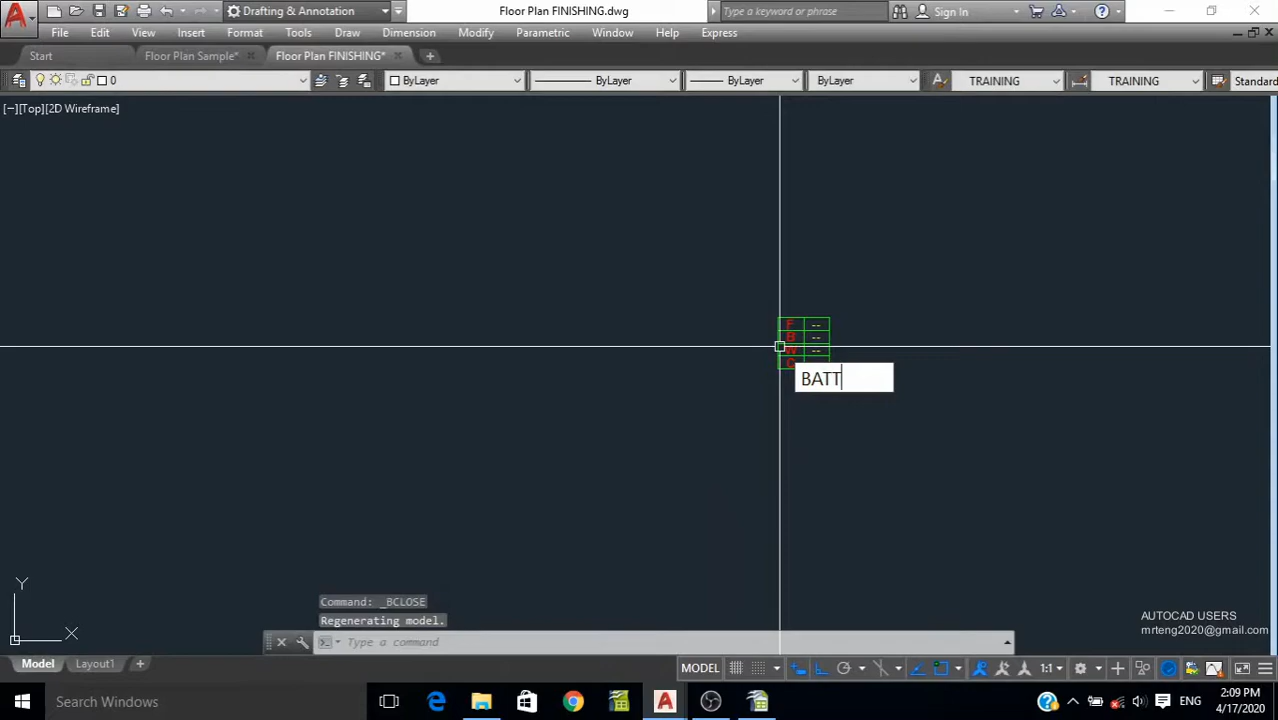 Drafting & Annotation
Floor Plan FINISHING.dwg
Type a keyword or phrase
Sign In
File Edit View Insert Format Tools Draw Dimension Modify Parametric Window Help Express
Start
Floor Plan Sample*
Floor Plan FINISHING*
0
ByLayer
ByLayer
ByLayer
ByLayer
TRAINING
TRAINING
Standard
[−][Top][2D Wireframe]
F --
B --
W --
C
BATT
Y
X
Command: _BCLOSE
Regenerating model.
Type a command
AUTOCAD USERS
mrteng2020@gmail.com
Model
Layout1
MODEL
1:1
Search Windows
ENG
2:09 PM
4/17/2020